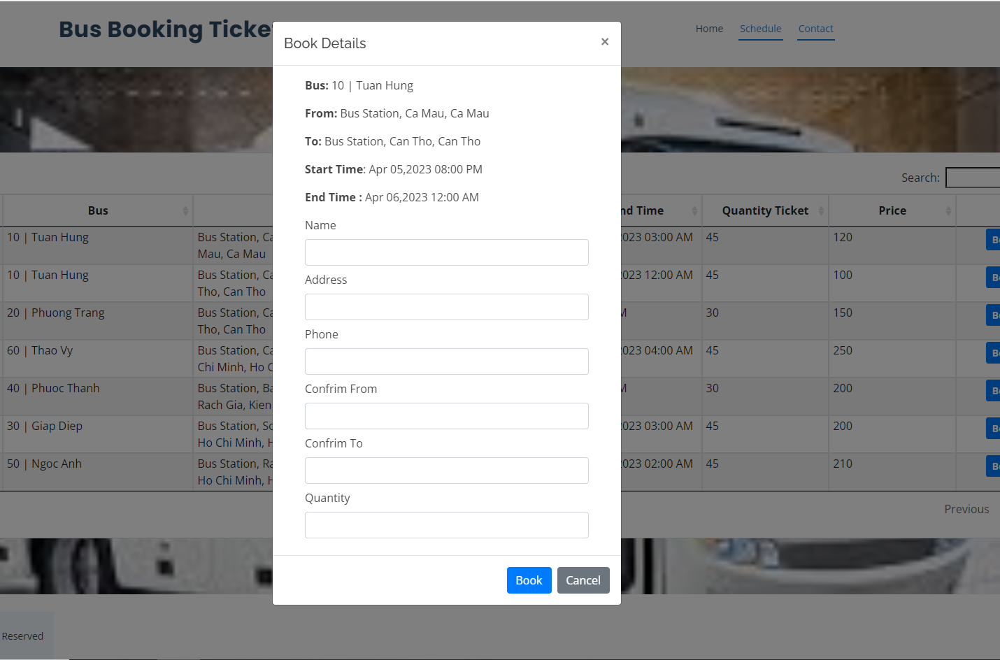 Bus Booking Ticke
Home Schedule Contact
Book Details
×
Bus: 10 | Tuan Hung
From: Bus Station, Ca Mau, Ca Mau
To: Bus Station, Can Tho, Can Tho
Start Time: Apr 05,2023 08:00 PM
End Time : Apr 06,2023 12:00 AM
Name
Address
Phone
Confrim From
Confrim To
Quantity
Book Cancel
Search:
Bus nd Time Quantity Ticket Price
10 | Tuan Hung Bus Station, Ca 2023 03:00 AM 45 120
Mau, Ca Mau
10 | Tuan Hung Bus Station, Ca 2023 12:00 AM 45 100
Tho, Can Tho
20 | Phuong Trang Bus Station, Ca M 30 150
Tho, Can Tho
60 | Thao Vy Bus Station, Ca 2023 04:00 AM 45 250
Chi Minh, Ho C
40 | Phuoc Thanh Bus Station, Ba M 30 200
Rach Gia, Kien
30 | Giap Diep Bus Station, So 2023 03:00 AM 45 200
Ho Chi Minh, H
50 | Ngoc Anh Bus Station, Ra 2023 02:00 AM 45 210
Ho Chi Minh, H
Previous
Reserved